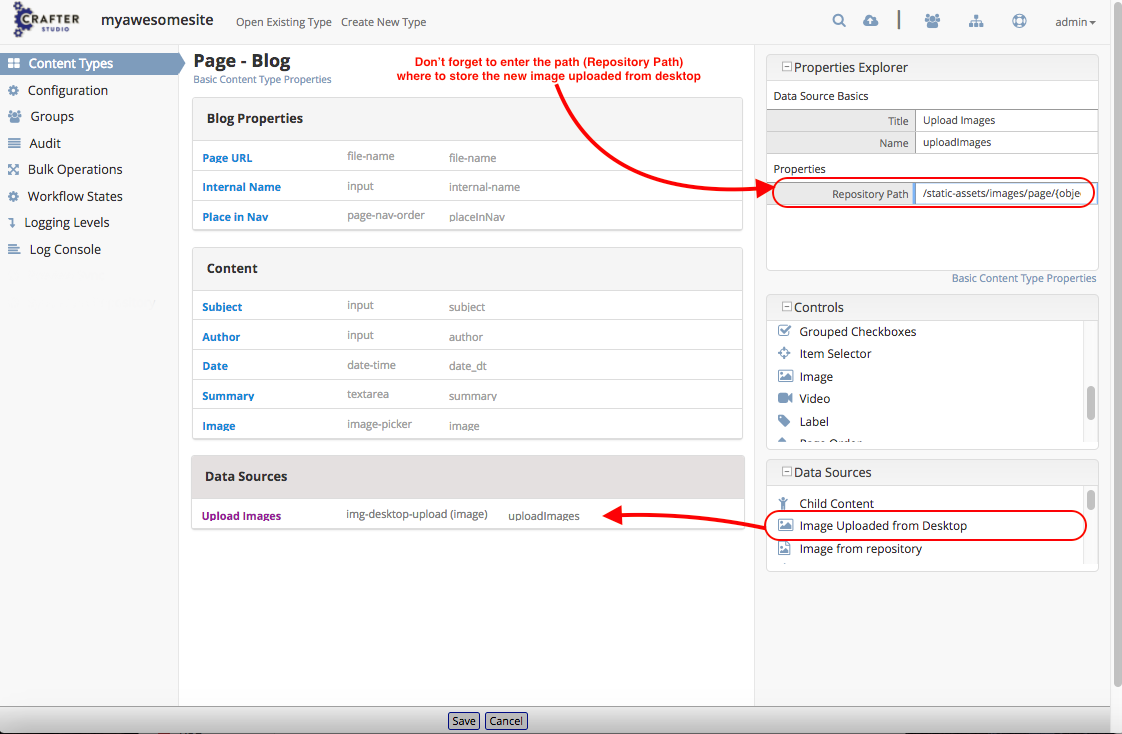 CRAFTER
STUDIO
myawesomesite
Open Existing Type
Create New Type
admin
Content Types
Configuration
Groups
Audit
Bulk Operations
Workflow States
Logging Levels
Log Console
Page - Blog
Basic Content Type Properties
Don't forget to enter the path (Repository Path)
where to store the new image uploaded from desktop
Blog Properties
Page URL file-name file-name
Internal Name input internal-name
Place in Nav page-nav-order placeInNav
Content
Subject input subject
Author input author
Date date-time date_dt
Summary textarea summary
Image image-picker image
Data Sources
Upload Images img-desktop-upload (image) uploadImages
Properties Explorer
Data Source Basics
Title Upload Images
Name uploadImages
Properties
Repository Path /static-assets/images/page/{obje
Basic Content Type Properties
Controls
Grouped Checkboxes
Item Selector
Image
Video
Label
Page Order
Data Sources
Child Content
Image Uploaded from Desktop
Image from repository
Save Cancel